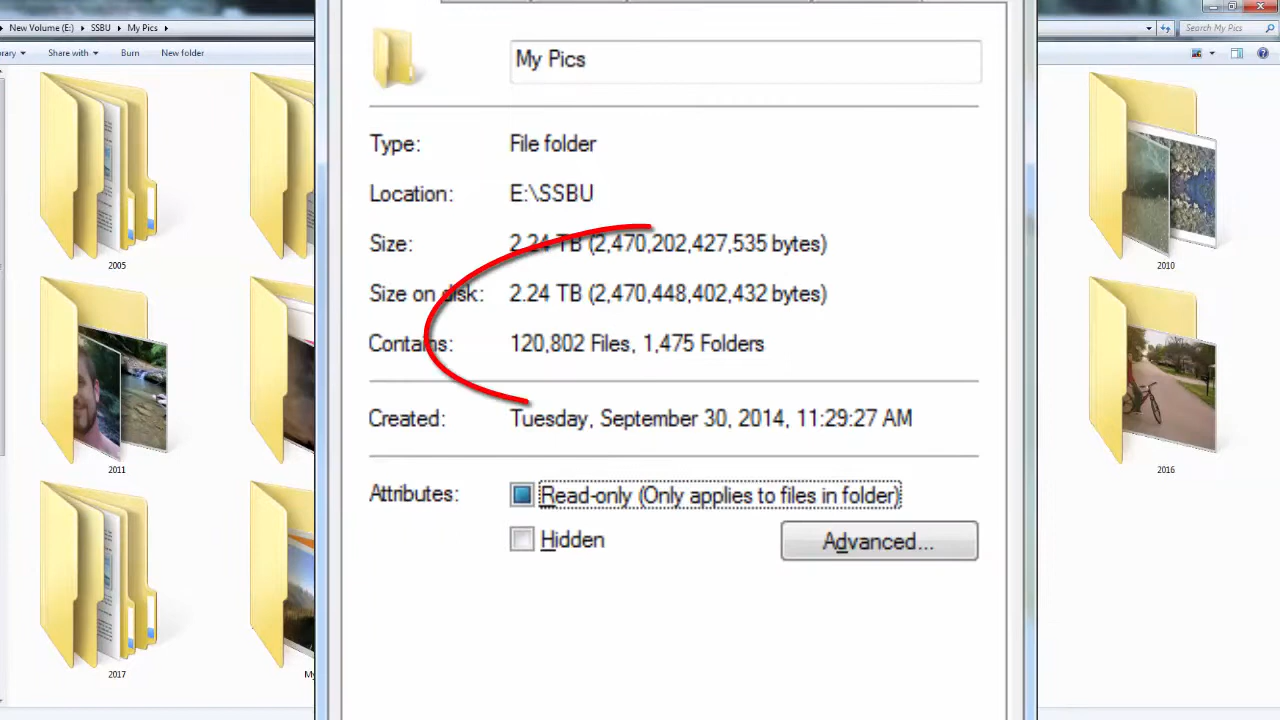 New Volume (E:) ▸ SSBU ▸ My Pics ▸
Search My Pics
rary
Share with
Burn
New folder
2005
2011
2017
My
2010
2016
My Pics
Type: File folder
Location: E:\SSBU
Size: 2.24 TB (2,470,202,427,535 bytes)
Size on disk: 2.24 TB (2,470,448,402,432 bytes)
Contains: 120,802 Files, 1,475 Folders
Created: Tuesday, September 30, 2014, 11:29:27 AM
Attributes: Read-only (Only applies to files in folder)
Hidden
Advanced...